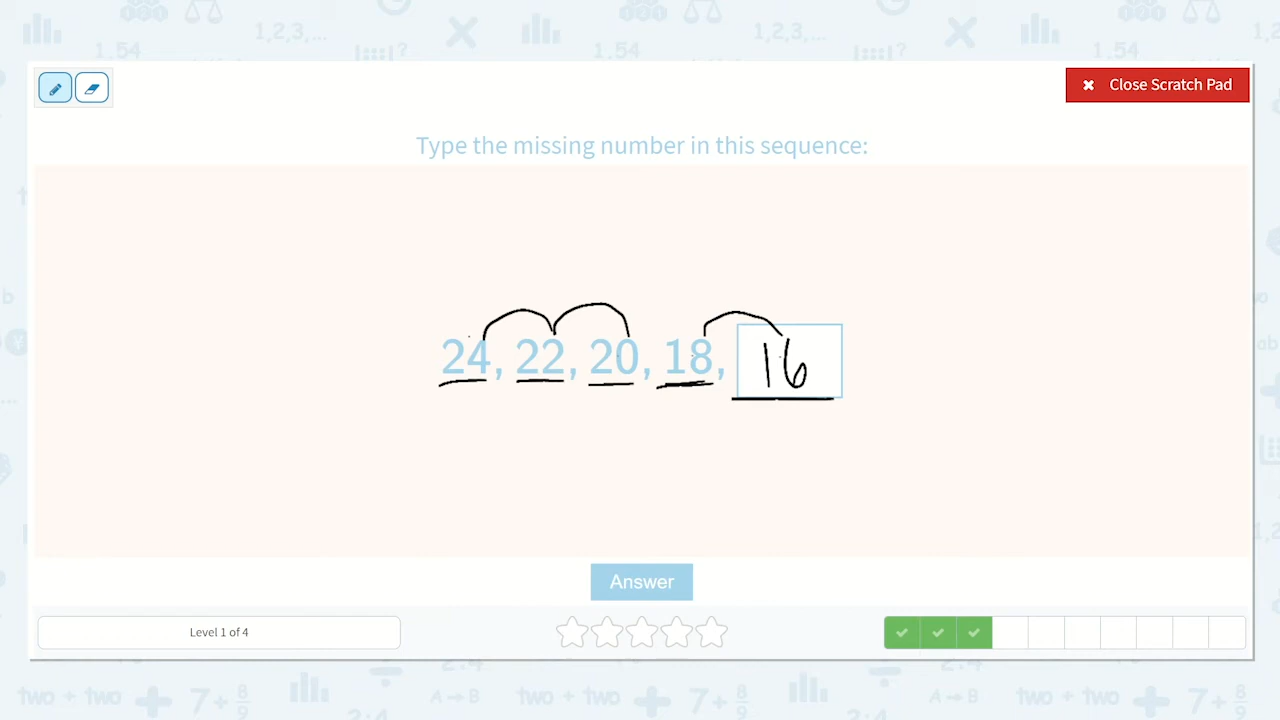 Close Scratch Pad
Type the missing number in this sequence:
24, 22, 20, 18, 16
Answer
Level 1 of 4